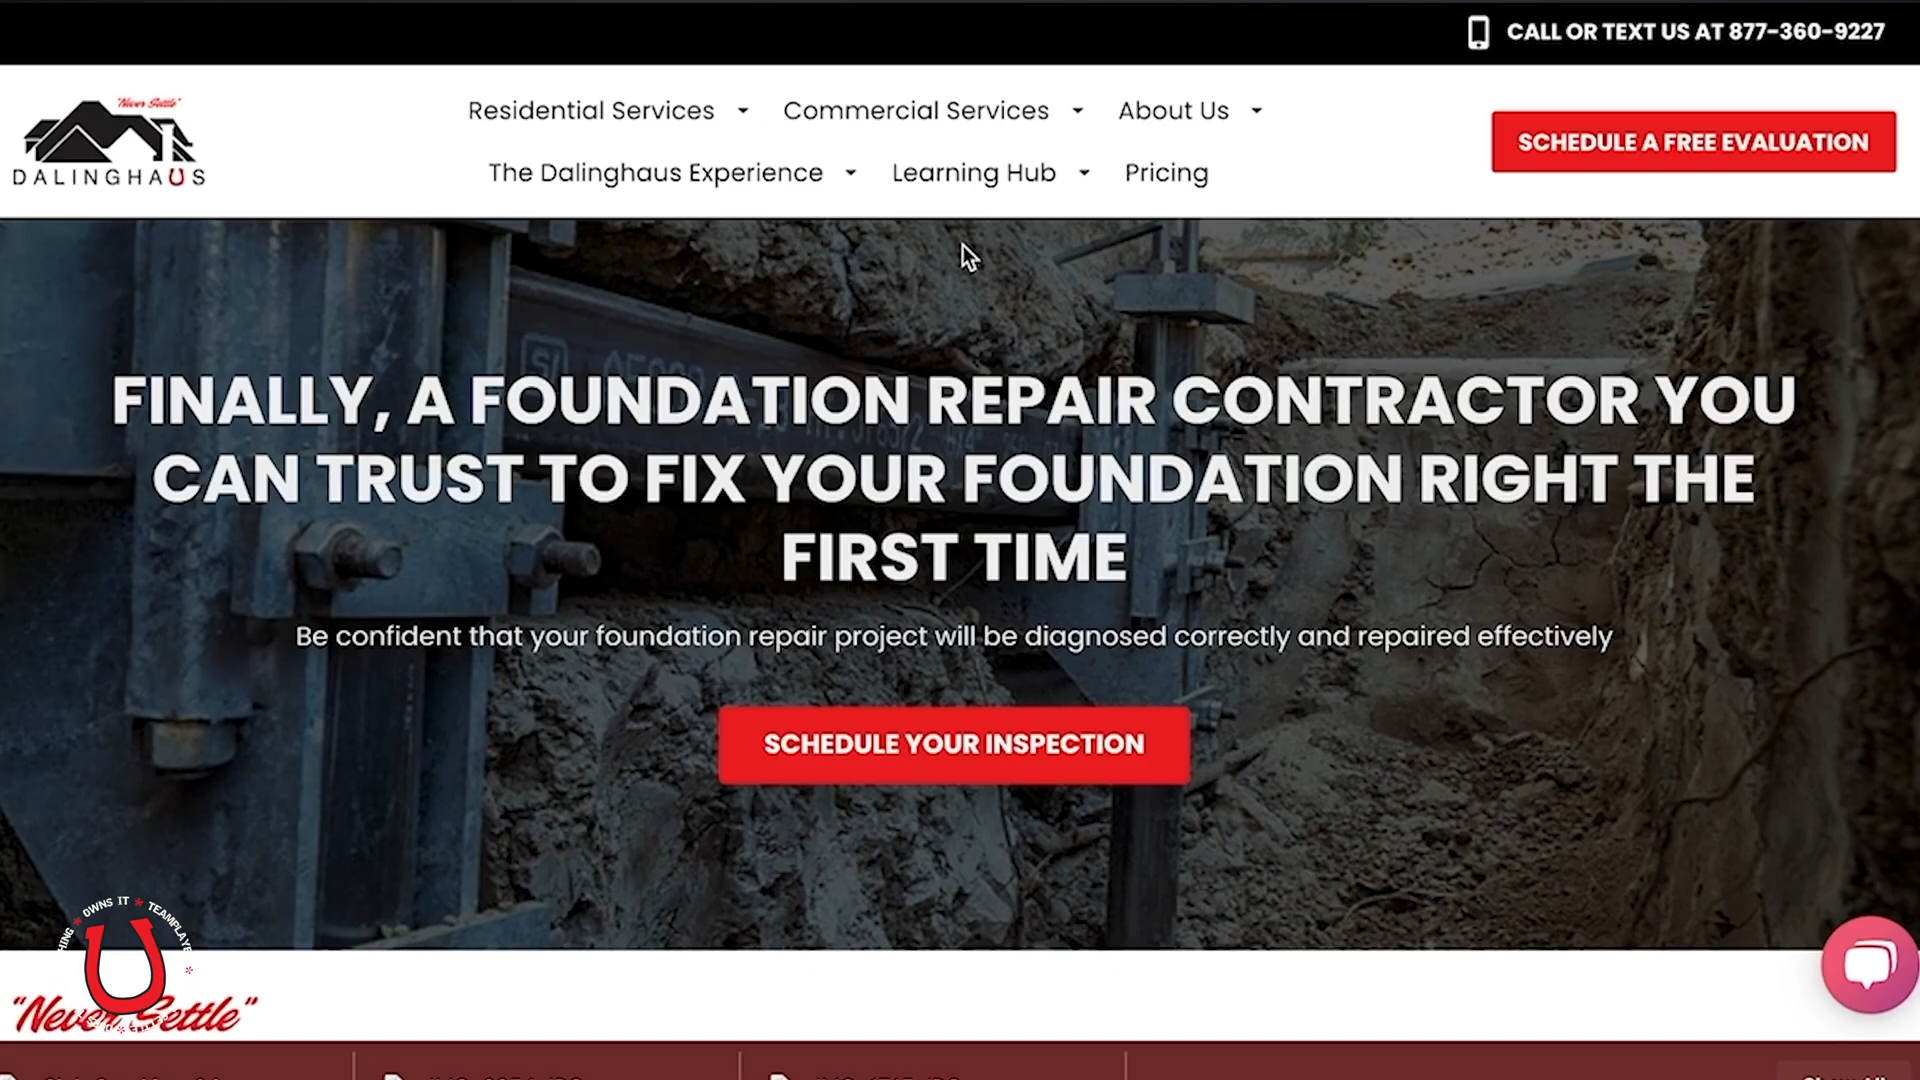 CALL OR TEXT US AT 877-360-9227
"Never Settle"
DALINGHAUS
Residential Services
Commercial Services
About Us
The Dalinghaus Experience
Learning Hub
Pricing
SCHEDULE A FREE EVALUATION
FINALLY, A FOUNDATION REPAIR CONTRACTOR YOU
CAN TRUST TO FIX YOUR FOUNDATION RIGHT THE
FIRST TIME
Be confident that your foundation repair project will be diagnosed correctly and repaired effectively
SCHEDULE YOUR INSPECTION
OWNS IT * TEAMPLAYE
"Never Settle"